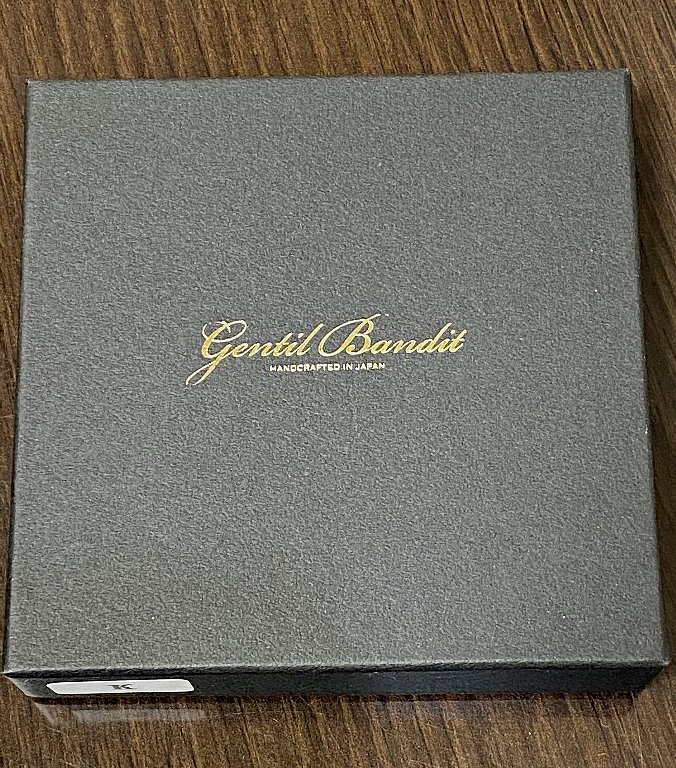 Gentil Bandit
HANDCRAFTED IN JAPAN
K